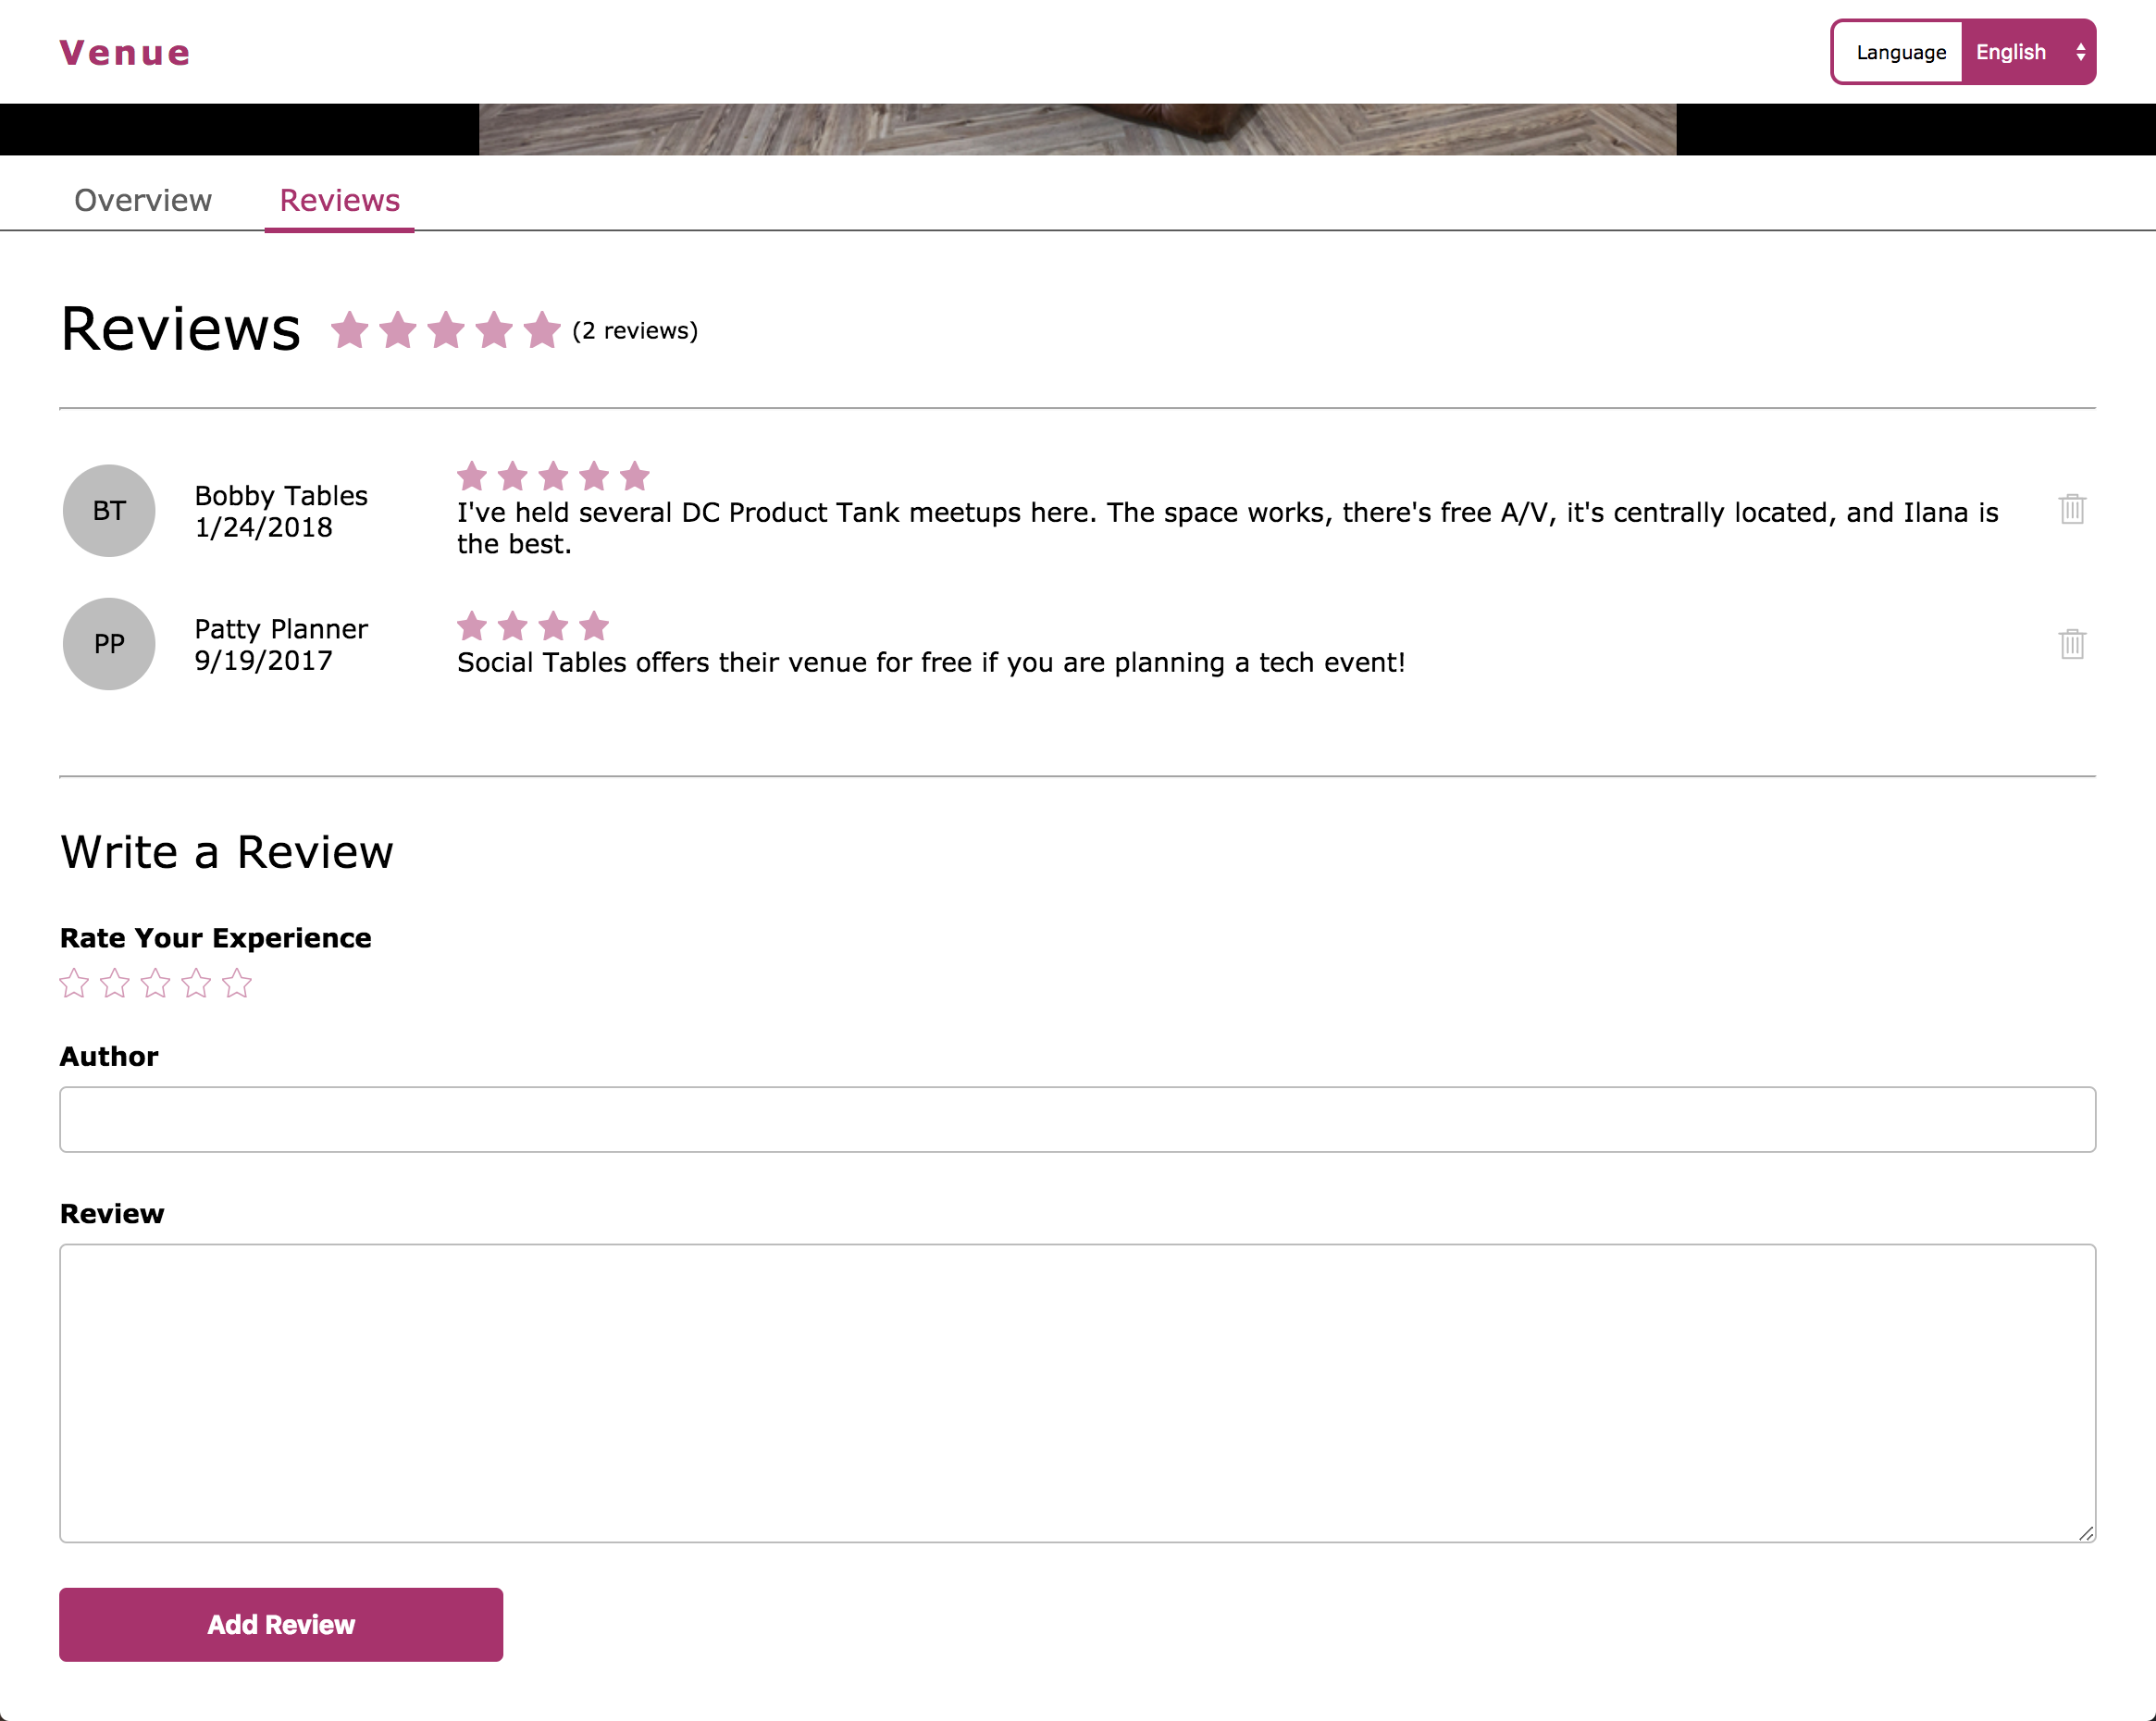 Venue
Language English
Overview Reviews
Reviews (2 reviews)
BT
Bobby Tables
1/24/2018
I've held several DC Product Tank meetups here. The space works, there's free A/V, it's centrally located, and Ilana is
the best.
PP
Patty Planner
9/19/2017
Social Tables offers their venue for free if you are planning a tech event!
Write a Review
Rate Your Experience
Author
Review
Add Review